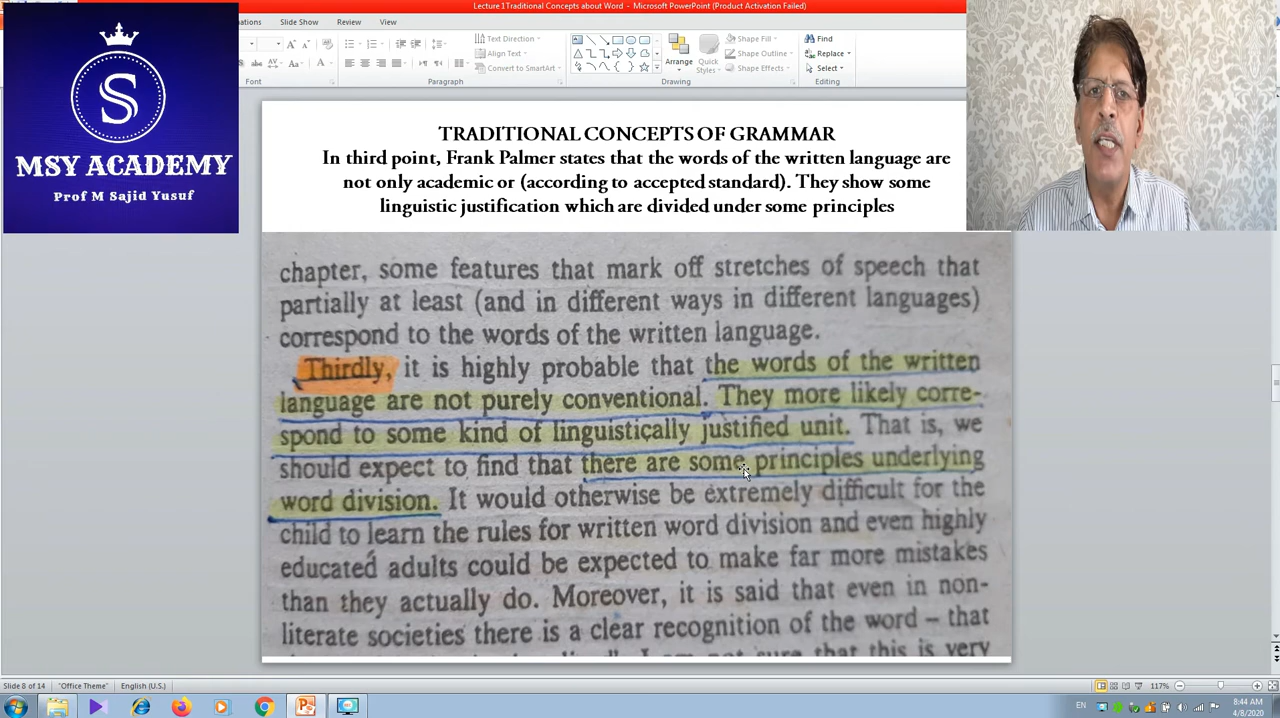 Lecture 1Traditional Concepts about Word - Microsoft PowerPoint (Product Activation Failed)
Slide Show Review View
Text Direction
Align Text
Convert to SmartArt
Arrange
Quick Styles
Shape Fill
Shape Outline
Shape Effects
Find
Replace
Select
Font Paragraph Drawing Editing
S
MSY ACADEMY
Prof M Sajid Yusuf
TRADITIONAL CONCEPTS OF GRAMMAR
In third point, Frank Palmer states that the words of the written language are
not only academic or (according to accepted standard). They show some
linguistic justification which are divided under some principles
chapter, some features that mark off stretches of speech that
partially at least (and in different ways in different languages)
correspond to the words of the written language.
Thirdly, it is highly probable that the words of the written
language are not purely conventional. They more likely corre-
spond to some kind of linguistically justified unit. That is, we
should expect to find that there are some principles underlying
word division. It would otherwise be extremely difficult for the
child to learn the rules for written word division and even highly
educated adults could be expected to make far more mistakes
than they actually do. Moreover, it is said that even in non-
literate societies there is a clear recognition of the word – that
sure that this is very
Slide 8 of 14 "Office Theme" English (U.S.) 117%
EN 8:44 AM
4/8/2020